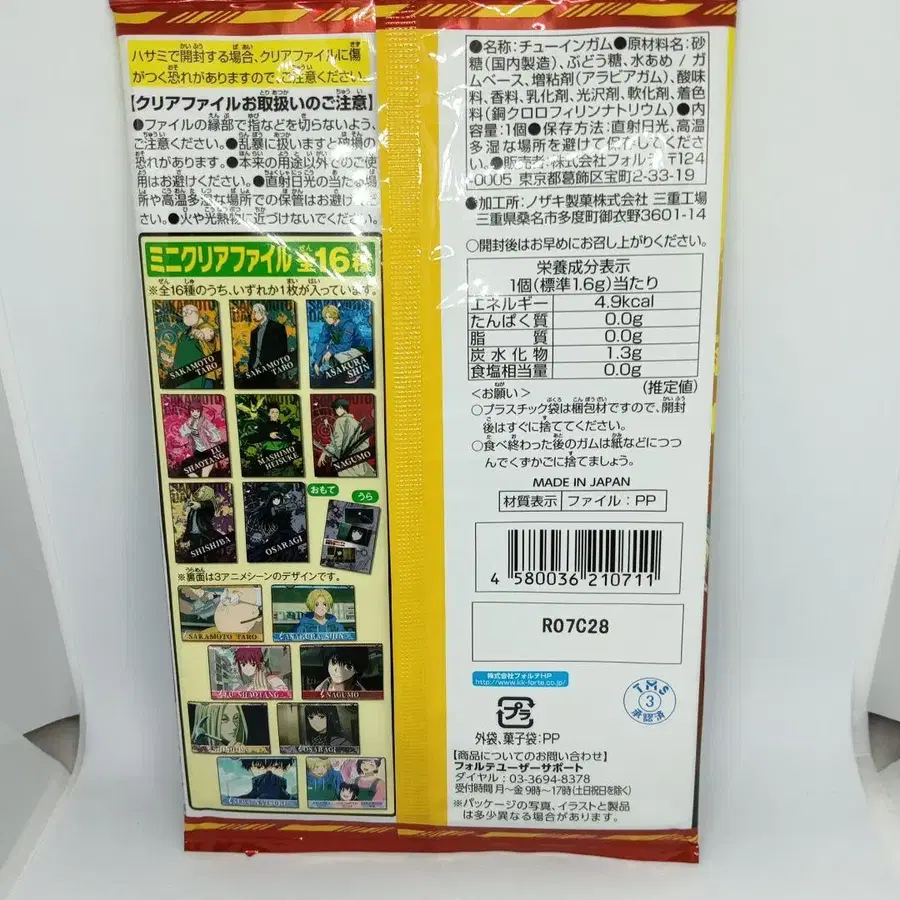 ハサミで開封する場合、クリアファイルに傷
がつく恐れがありますので、ご注意ください。
【クリアファイルお取扱いのご注意】
●ファイルの縁部で指などを切らないよう、
ご注意ください。●乱暴に扱いますと破損の
恐れがあります。●本来の用途以外でのご使
用はお避けください。●直射日光の当たる場
所や高温多湿な場所での保管はお避けくださ
い。●火や光熱物に近づけないでください。
ミニクリアファイル 全16種
※全16種のうち、いずれか1枚が入っています。
SAKAMOTO TARO
SAKAMOTO TARO
ASAKURA SHIN
LU SHAOTANG
MASHIMO HEISUKE
NAGUMO
SHISHIBA
OSARAGI
おもて
うら
※裏面は3アニメシーンのデザインです。
SAKAMOTO TARO
ASAKURA SHIN
LU SHAOTANG
NAGUMO
SHISHIBA
OSARAGI
●名称:チューインガム●原材料名:砂
糖(国内製造)、ぶどう糖、水あめ/ガ
ムベース、増粘剤(アラビアガム)、酸味
料、香料、乳化剤、光沢剤、軟化剤、着色
料(銅クロロフィリンナトリウム)●内
容量:1個●保存方法:直射日光、高温
多湿な場所を避けて保存してください。
●販売者:株式会社フォルテ 〒124
-0005 東京都葛飾区宝町2-33-19
●加工所:ノザキ製菓株式会社 三重工場
三重県桑名市多度町御衣野3601-14
○開封後はお早めにお召し上がりください。
栄養成分表示
1個(標準1.6g)当たり
エネルギー 4.9kcal
たんぱく質 0.0g
脂質 0.0g
炭水化物 1.3g
食塩相当量 0.0g
(推定値)
<お願い>
○プラスチック袋は梱包材ですので、開封
後はすぐに捨ててください。
○食べ終わった後のガムは紙などにつつ
んでくずかごに捨てましょう。
MADE IN JAPAN
材質表示 ファイル:PP
4 580036 210711
R07C28
株式会社フォルテHP
http://www.kk-forte.co.jp/
TMS
3
承認済
プラ
外袋、菓子袋:PP
【商品についてのお問い合わせ】
フォルテユーザーサポート
ダイヤル:03-3694-8378
受付時間 月~金 9時~17時(土日祝日を除く)
※パッケージの写真、イラストと製品
は多少異なる場合があります。